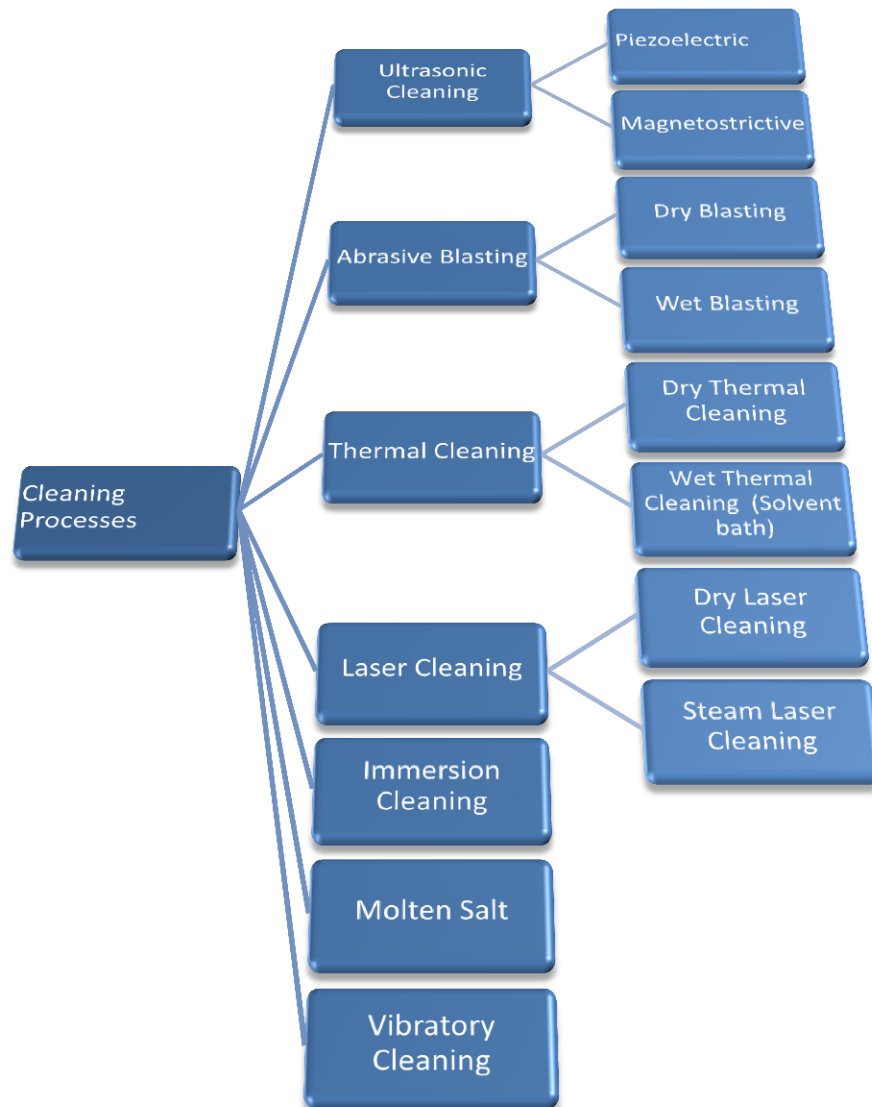 Cleaning
Processes
Ultrasonic
Cleaning
Piezoelectric
Magnetostrictive
Abrasive Blasting
Dry Blasting
Wet Blasting
Thermal Cleaning
Dry Thermal
Cleaning
Wet Thermal
Cleaning (Solvent
bath)
Laser Cleaning
Dry Laser
Cleaning
Steam Laser
Cleaning
Immersion
Cleaning
Molten Salt
Vibratory
Cleaning